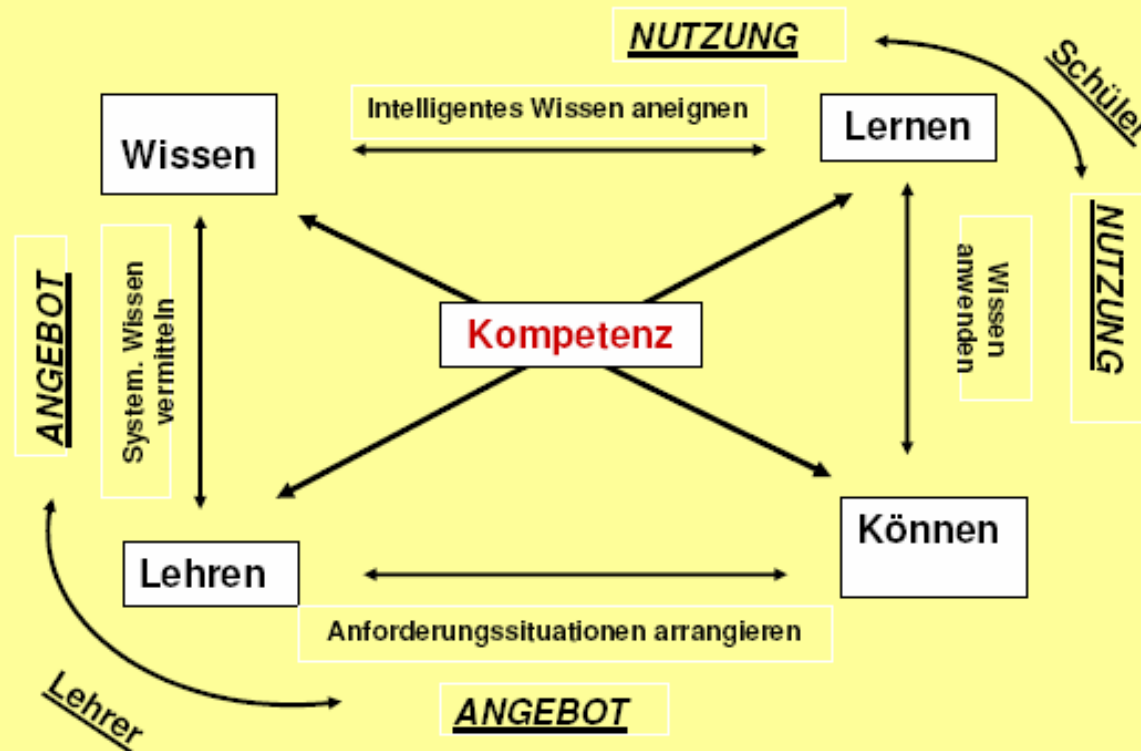 NUTZUNG
Schüler
Intelligentes Wissen aneignen
Wissen
Lernen
ANGEBOT
System. Wissen
vermitteln
Kompetenz
Wissen
anwenden
NUTZUNG
Lehren
Können
Anforderungssituationen arrangieren
Lehrer
ANGEBOT